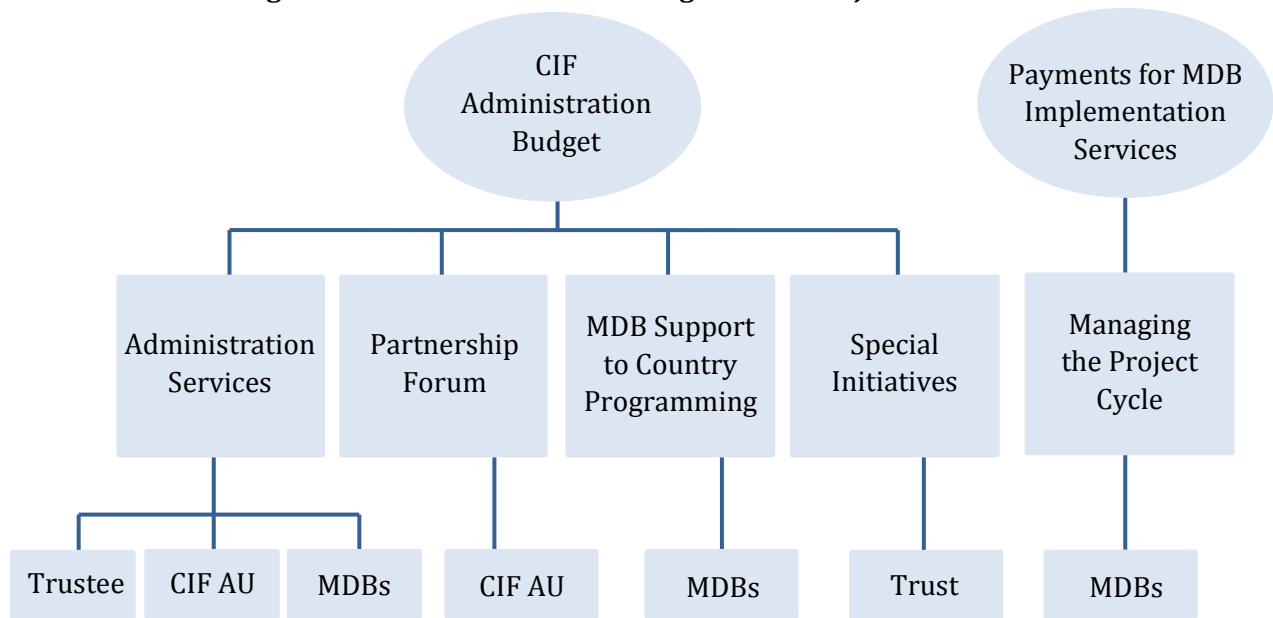 CIF
Administration
Budget
Payments for MDB
Implementation
Services
Administration
Services
Partnership
Forum
MDB Support
to Country
Programming
Special
Initiatives
Managing
the Project
Cycle
Trustee
CIF AU
MDBs
CIF AU
MDBs
Trust
MDBs